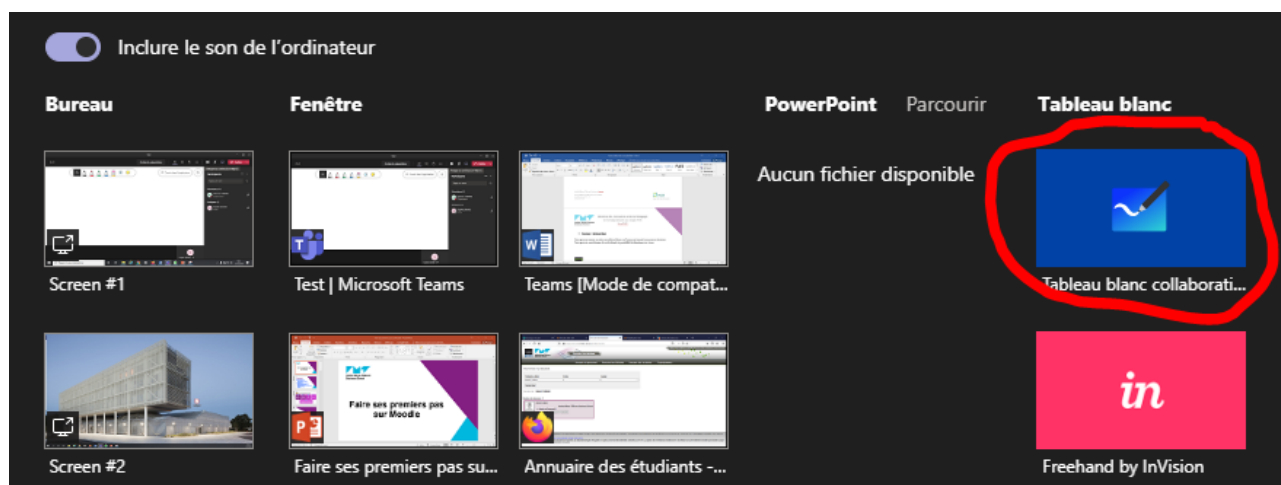 Inclure le son de l'ordinateur
Bureau
Fenêtre
PowerPoint
Parcourir
Tableau blanc
Aucun fichier disponible
Screen #1
Test | Microsoft Teams
Teams [Mode de compat...
Tableau blanc collaborati...
Faire ses premiers pas
sur Moodle
in
Screen #2
Faire ses premiers pas su...
Annuaire des étudiants -...
Freehand by InVision